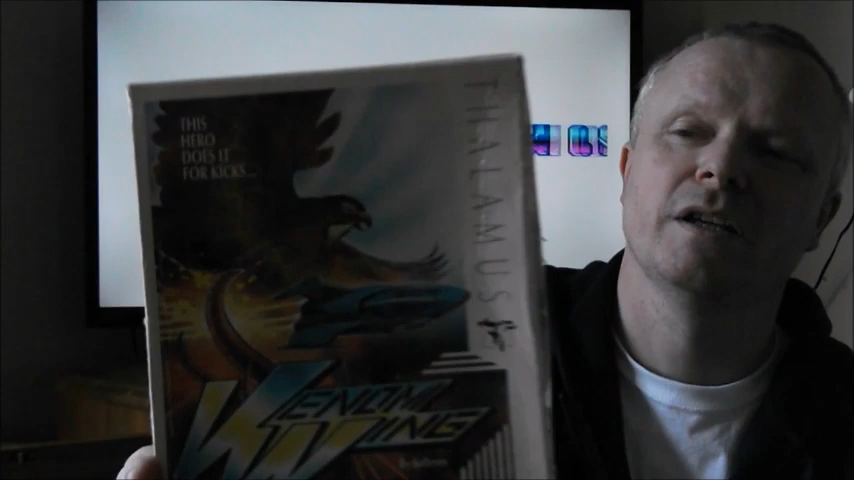 THIS
HERO
DOES IT
FOR KICKS...
THALAMUS
VENOM
WING